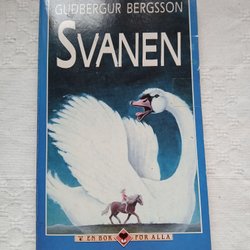 GUÐBERGUR BERGSSON
SVANEN
EN BOK FÖR ALLA